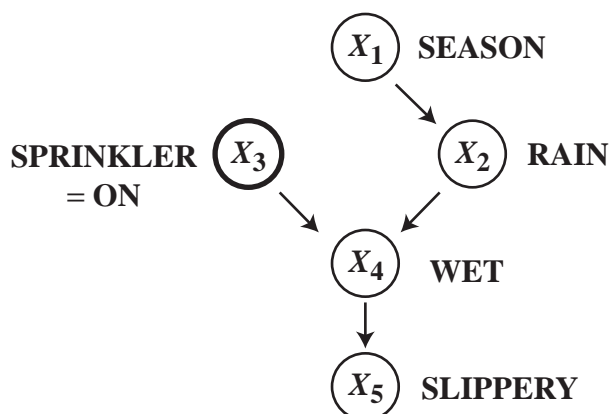 X1 SEASON
SPRINKLER
= ON
X3
X2 RAIN
X4 WET
X5 SLIPPERY